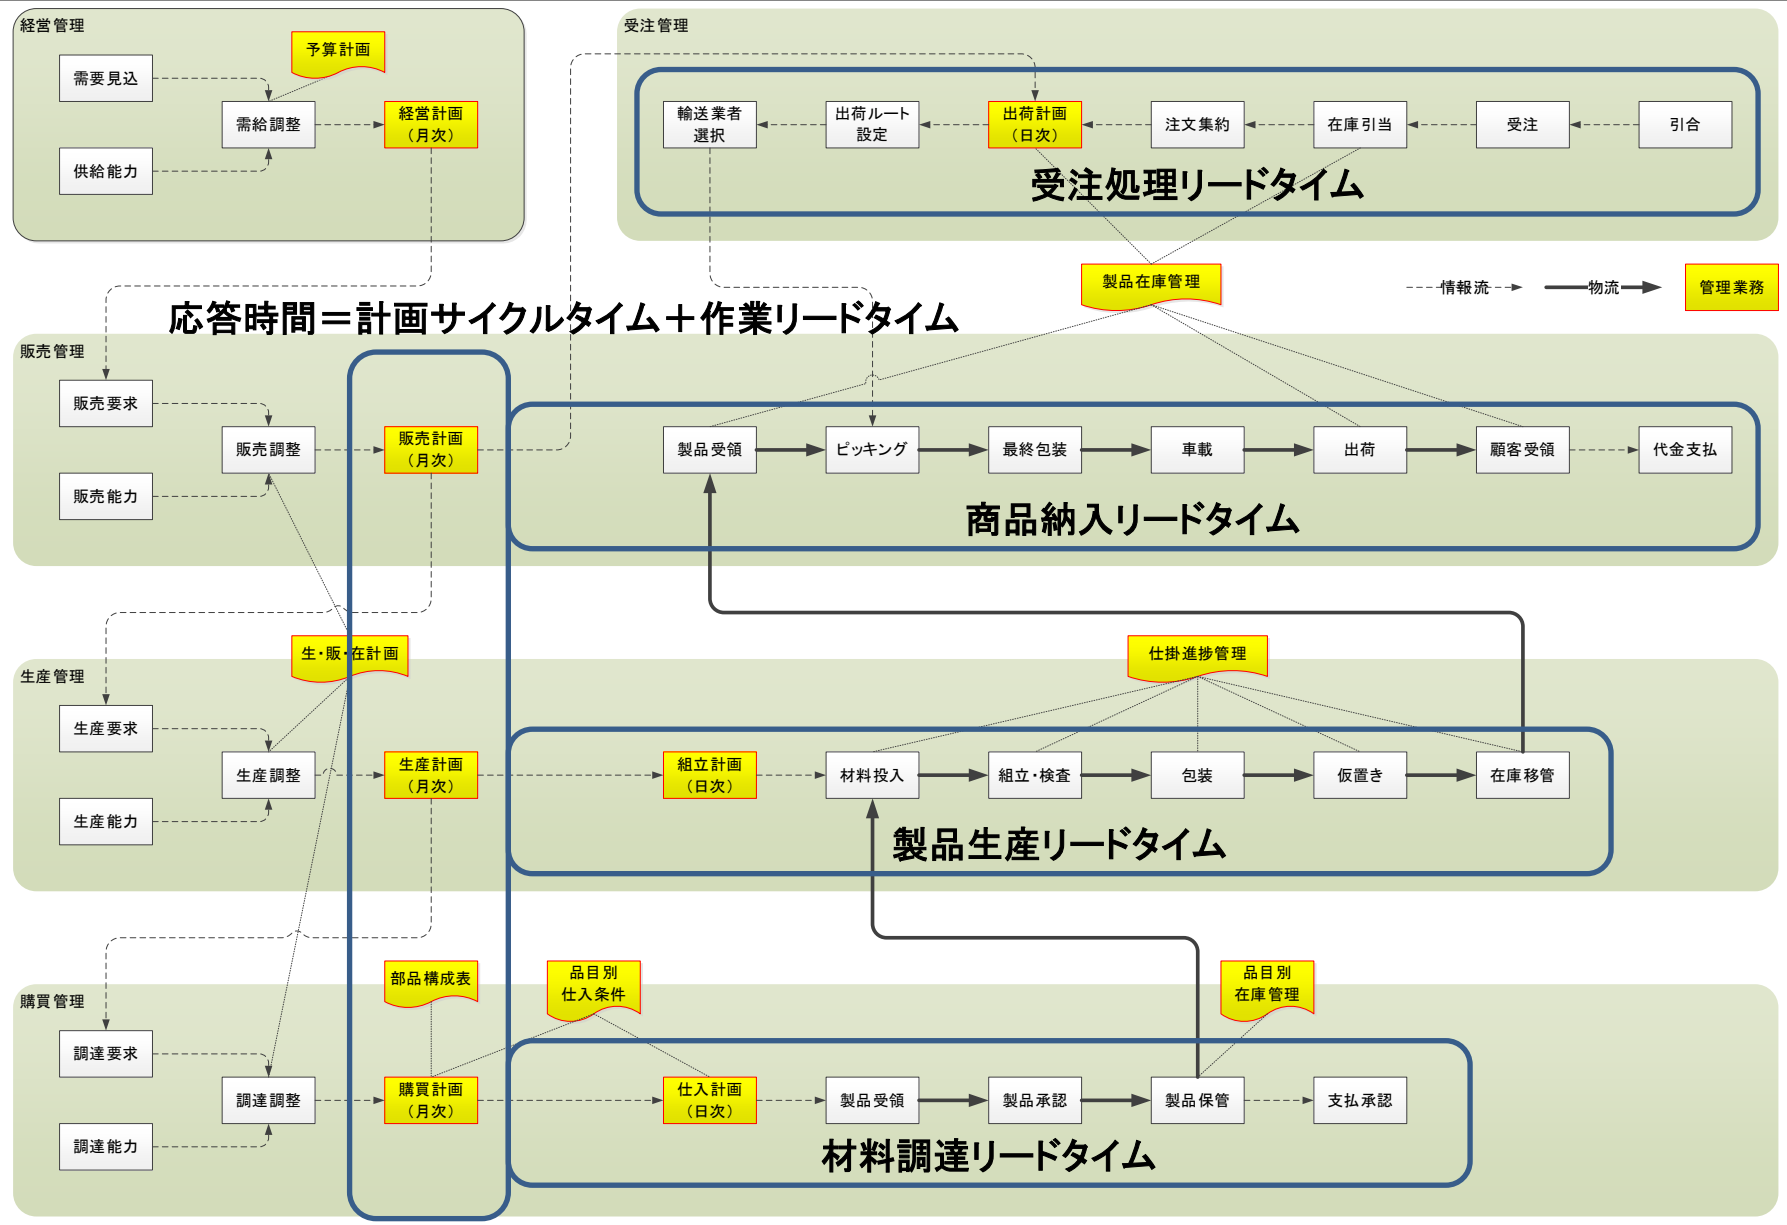 経営管理
予算計画
需要見込
需給調整
経営計画
（月次）
供給能力
受注管理
輸送業者
選択
出荷ルート
設定
出荷計画
（日次）
注文集約
在庫引当
受注
引合
受注処理リードタイム
製品在庫管理
情報流
物流
管理業務
応答時間＝計画サイクルタイム＋作業リードタイム
販売管理
販売要求
販売調整
販売計画
（月次）
販売能力
製品受領
ピッキング
最終包装
車載
出荷
顧客受領
代金支払
商品納入リードタイム
生・販・在計画
仕掛進捗管理
生産管理
生産要求
生産調整
生産計画
（月次）
生産能力
組立計画
（日次）
材料投入
組立・検査
包装
仮置き
在庫移管
製品生産リードタイム
部品構成表
品目別
仕入条件
品目別
在庫管理
購買管理
調達要求
調達調整
購買計画
（月次）
調達能力
仕入計画
（日次）
製品受領
製品承認
製品保管
支払承認
材料調達リードタイム